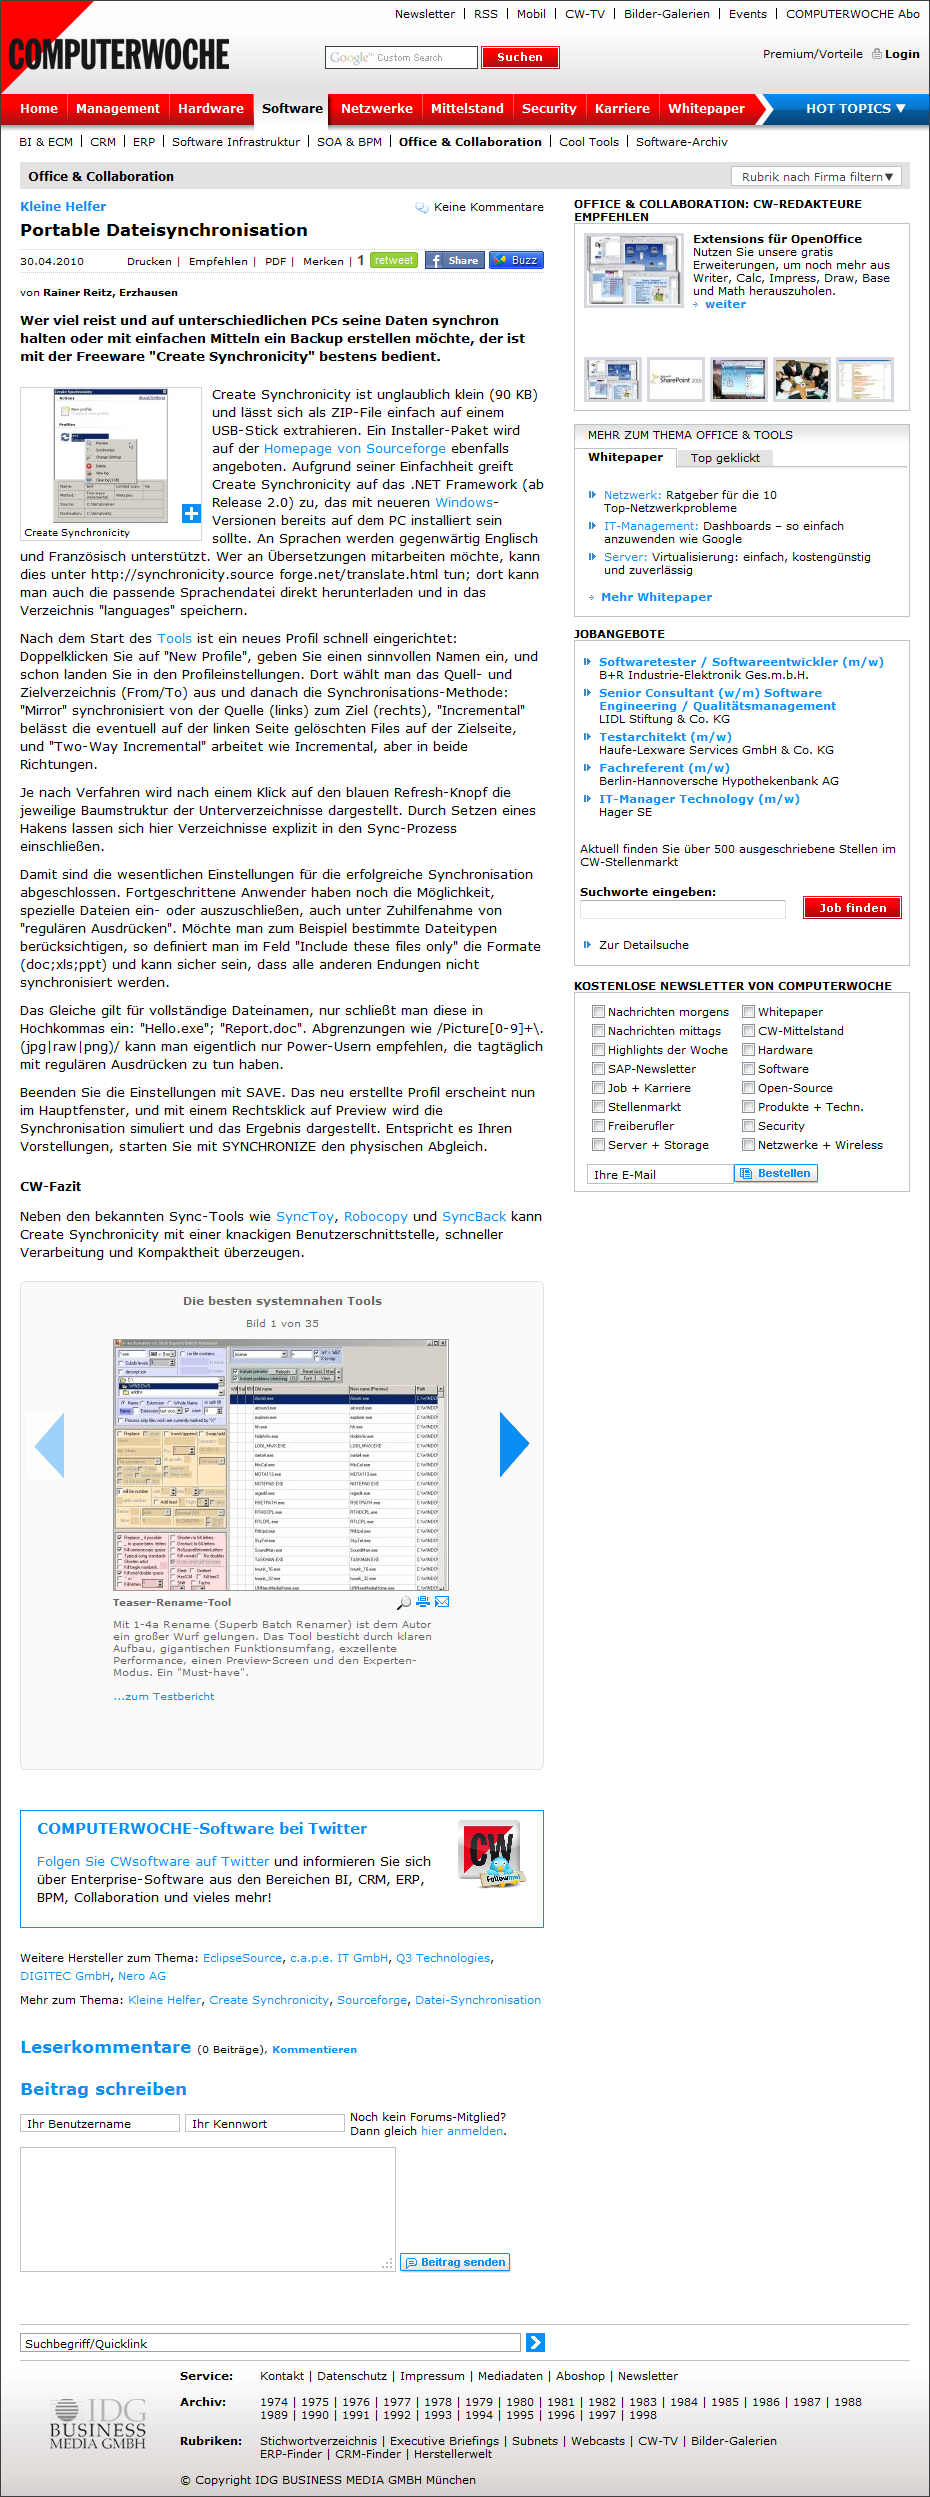 Newsletter | RSS | Mobil | CW-TV | Bilder-Galerien | Events | COMPUTERWOCHE Abo
COMPUTERWOCHE
Google™ Custom Search
Suchen
Premium/Vorteile
Login
Home
Management
Hardware
Software
Netzwerke
Mittelstand
Security
Karriere
Whitepaper
HOT TOPICS ▼
BI & ECM | CRM | ERP | Software Infrastruktur | SOA & BPM | Office & Collaboration | Cool Tools | Software-Archiv
Office & Collaboration
Rubrik nach Firma filtern▼
Kleine Helfer
Keine Kommentare
Portable Dateisynchronisation
30.04.2010
Drucken | Empfehlen | PDF | Merken | 1 retweet
Share
Buzz
von Rainer Reitz, Erzhausen
Wer viel reist und auf unterschiedlichen PCs seine Daten synchron
halten oder mit einfachen Mitteln ein Backup erstellen möchte, der ist
mit der Freeware "Create Synchronicity" bestens bedient.
Create Synchronicity
Create Synchronicity ist unglaublich klein (90 KB)
und lässt sich als ZIP-File einfach auf einem
USB-Stick extrahieren. Ein Installer-Paket wird
auf der Homepage von Sourceforge ebenfalls
angeboten. Aufgrund seiner Einfachheit greift
Create Synchronicity auf das .NET Framework (ab
Release 2.0) zu, das mit neueren Windows-
Versionen bereits auf dem PC installiert sein
sollte. An Sprachen werden gegenwärtig Englisch
und Französisch unterstützt. Wer an Übersetzungen mitarbeiten möchte, kann
dies unter http://synchronicity.source forge.net/translate.html tun; dort kann
man auch die passende Sprachendatei direkt herunterladen und in das
Verzeichnis "languages" speichern.
Nach dem Start des Tools ist ein neues Profil schnell eingerichtet:
Doppelklicken Sie auf "New Profile", geben Sie einen sinnvollen Namen ein, und
schon landen Sie in den Profileinstellungen. Dort wählt man das Quell- und
Zielverzeichnis (From/To) aus und danach die Synchronisations-Methode:
"Mirror" synchronisiert von der Quelle (links) zum Ziel (rechts), "Incremental"
belässt die eventuell auf der linken Seite gelöschten Files auf der Zielseite,
und "Two-Way Incremental" arbeitet wie Incremental, aber in beide
Richtungen.
Je nach Verfahren wird nach einem Klick auf den blauen Refresh-Knopf die
jeweilige Baumstruktur der Unterverzeichnisse dargestellt. Durch Setzen eines
Hakens lassen sich hier Verzeichnisse explizit in den Sync-Prozess
einschließen.
Damit sind die wesentlichen Einstellungen für die erfolgreiche Synchronisation
abgeschlossen. Fortgeschrittene Anwender haben noch die Möglichkeit,
spezielle Dateien ein- oder auszuschließen, auch unter Zuhilfenahme von
"regulären Ausdrücken". Möchte man zum Beispiel bestimmte Dateitypen
berücksichtigen, so definiert man im Feld "Include these files only" die Formate
(doc;xls;ppt) und kann sicher sein, dass alle anderen Endungen nicht
synchronisiert werden.
Das Gleiche gilt für vollständige Dateinamen, nur schließt man diese in
Hochkommas ein: "Hello.exe"; "Report.doc". Abgrenzungen wie /Picture[0-9]+\.
(jpg|raw|png)/ kann man eigentlich nur Power-Usern empfehlen, die tagtäglich
mit regulären Ausdrücken zu tun haben.
Beenden Sie die Einstellungen mit SAVE. Das neu erstellte Profil erscheint nun
im Hauptfenster, und mit einem Rechtsklick auf Preview wird die
Synchronisation simuliert und das Ergebnis dargestellt. Entspricht es Ihren
Vorstellungen, starten Sie mit SYNCHRONIZE den physischen Abgleich.
CW-Fazit
Neben den bekannten Sync-Tools wie SyncToy, Robocopy und SyncBack kann
Create Synchronicity mit einer knackigen Benutzerschnittstelle, schneller
Verarbeitung und Kompaktheit überzeugen.
Die besten systemnahen Tools
Bild 1 von 35
Teaser-Rename-Tool
Mit 1-4a Rename (Superb Batch Renamer) ist dem Autor
ein großer Wurf gelungen. Das Tool besticht durch klaren
Aufbau, gigantischen Funktionsumfang, exzellente
Performance, einen Preview-Screen und den Experten-
Modus. Ein "Must-have".
...zum Testbericht
COMPUTERWOCHE-Software bei Twitter
Folgen Sie CWsoftware auf Twitter und informieren Sie sich
über Enterprise-Software aus den Bereichen BI, CRM, ERP,
BPM, Collaboration und vieles mehr!
CW
follow me!
Weitere Hersteller zum Thema: EclipseSource, c.a.p.e. IT GmbH, Q3 Technologies,
DIGITEC GmbH, Nero AG
Mehr zum Thema: Kleine Helfer, Create Synchronicity, Sourceforge, Datei-Synchronisation
Leserkommentare (0 Beiträge), Kommentieren
Beitrag schreiben
Ihr Benutzername
Ihr Kennwort
Noch kein Forums-Mitglied?
Dann gleich hier anmelden.
Beitrag senden
OFFICE & COLLABORATION: CW-REDAKTEURE
EMPFEHLEN
Extensions für OpenOffice
Nutzen Sie unsere gratis
Erweiterungen, um noch mehr aus
Writer, Calc, Impress, Draw, Base
und Math herauszuholen.
weiter
SharePoint 2010
MEHR ZUM THEMA OFFICE & TOOLS
Whitepaper
Top geklickt
Netzwerk: Ratgeber für die 10
Top-Netzwerkprobleme
IT-Management: Dashboards – so einfach
anzuwenden wie Google
Server: Virtualisierung: einfach, kostengünstig
und zuverlässig
Mehr Whitepaper
JOBANGEBOTE
Softwaretester / Softwareentwickler (m/w)
B+R Industrie-Elektronik Ges.m.b.H.
Senior Consultant (w/m) Software
Engineering / Qualitätsmanagement
LIDL Stiftung & Co. KG
Testarchitekt (m/w)
Haufe-Lexware Services GmbH & Co. KG
Fachreferent (m/w)
Berlin-Hannoversche Hypothekenbank AG
IT-Manager Technology (m/w)
Hager SE
Aktuell finden Sie über 500 ausgeschriebene Stellen im
CW-Stellenmarkt
Suchworte eingeben:
Job finden
Zur Detailsuche
KOSTENLOSE NEWSLETTER VON COMPUTERWOCHE
Nachrichten morgens
Whitepaper
Nachrichten mittags
CW-Mittelstand
Highlights der Woche
Hardware
SAP-Newsletter
Software
Job + Karriere
Open-Source
Stellenmarkt
Produkte + Techn.
Freiberufler
Security
Server + Storage
Netzwerke + Wireless
Ihre E-Mail
Bestellen
Suchbegriff/Quicklink
Service: Kontakt | Datenschutz | Impressum | Mediadaten | Aboshop | Newsletter
Archiv: 1974 | 1975 | 1976 | 1977 | 1978 | 1979 | 1980 | 1981 | 1982 | 1983 | 1984 | 1985 | 1986 | 1987 | 1988
1989 | 1990 | 1991 | 1992 | 1993 | 1994 | 1995 | 1996 | 1997 | 1998
IDG
BUSINESS
MEDIA GMBH
Rubriken: Stichwortverzeichnis | Executive Briefings | Subnets | Webcasts | CW-TV | Bilder-Galerien
ERP-Finder | CRM-Finder | Herstellerwelt
© Copyright IDG BUSINESS MEDIA GMBH München